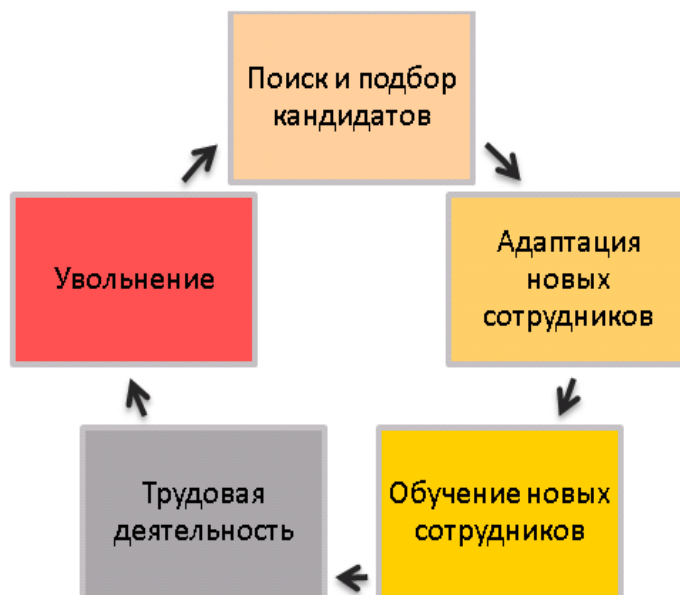 Поиск и подбор
кандидатов
Адаптация
новых
сотрудников
Обучение новых
сотрудников
Трудовая
деятельность
Увольнение